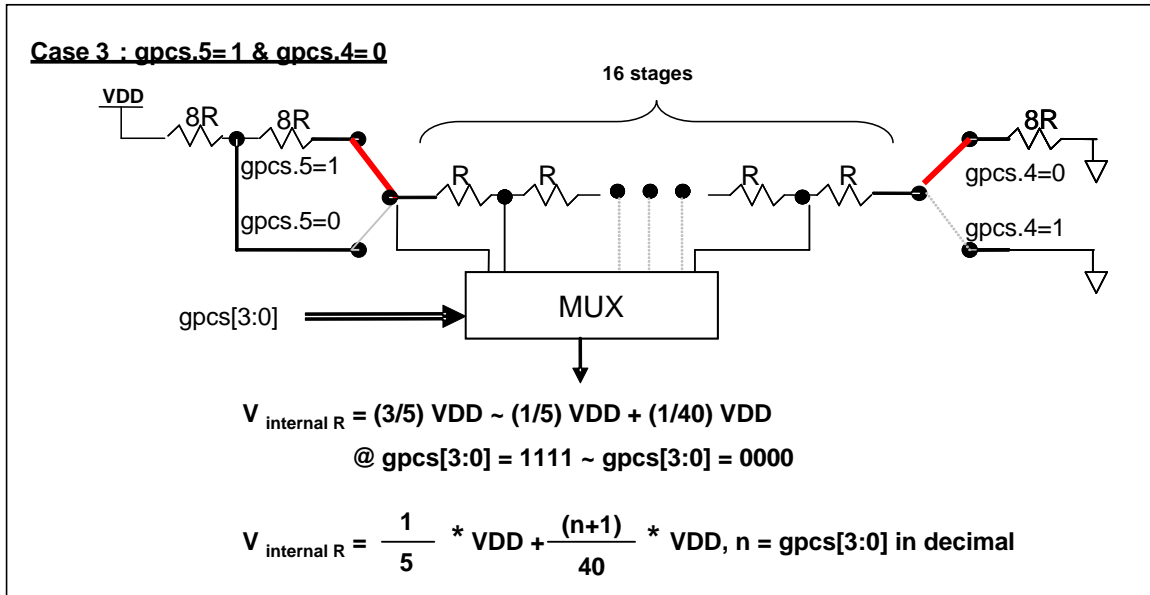 Case 3 : gpcs.5= 1 & gpcs.4= 0
16 stages
VDD
8R 8R 8R
gpcs.5=1
R R R R
gpcs.4=0
gpcs.5=0
gpcs.4=1
MUX
gpcs[3:0]
V internal R = (3/5) VDD ~ (1/5) VDD + (1/40) VDD
@ gpcs[3:0] = 1111 ~ gpcs[3:0] = 0000
V internal R = 1/5 * VDD + (n+1)/40 * VDD, n = gpcs[3:0] in decimal